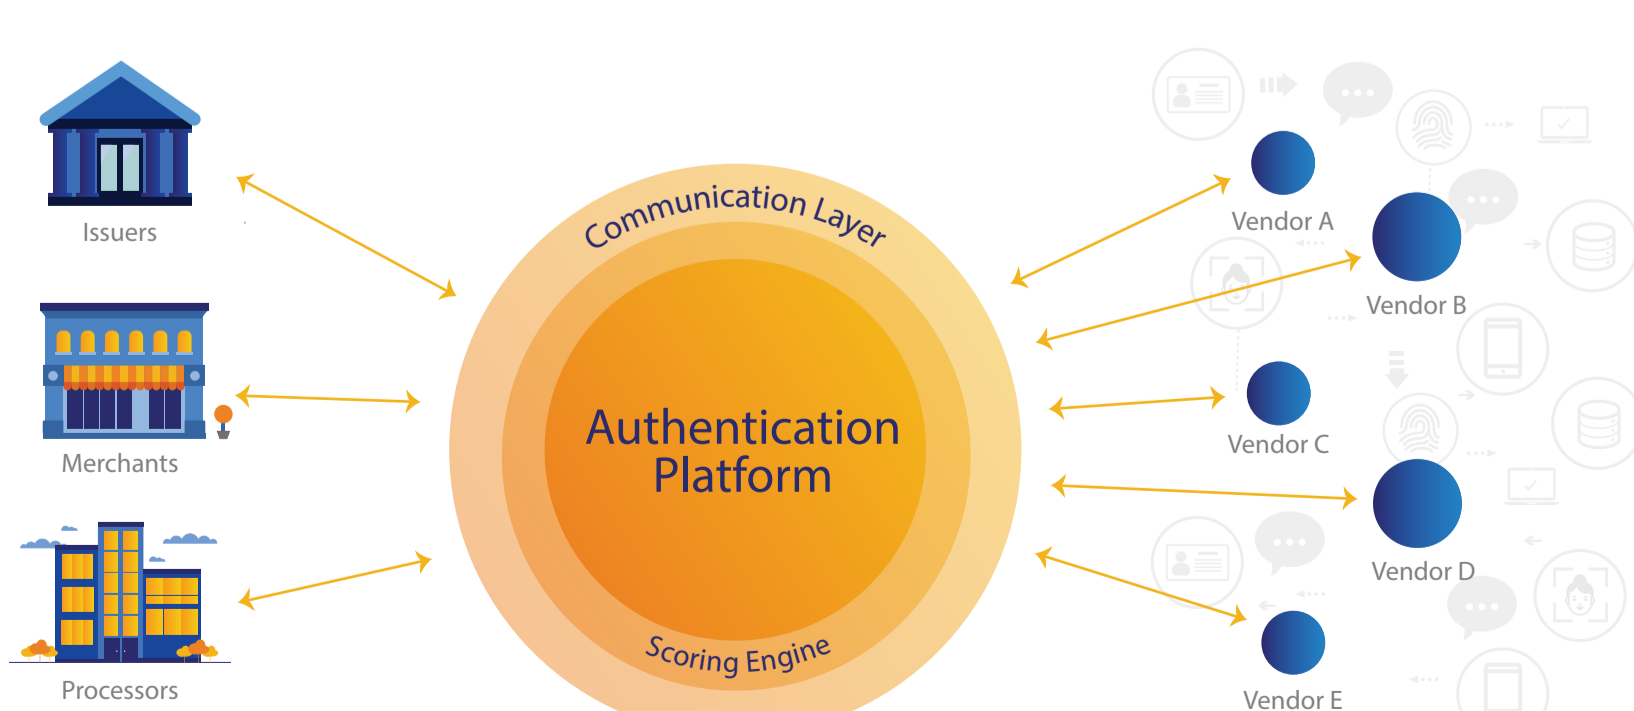 Issuers
Merchants
Processors
Communication Layer
Authentication
Platform
Scoring Engine
Vendor A
Vendor B
Vendor C
Vendor D
Vendor E